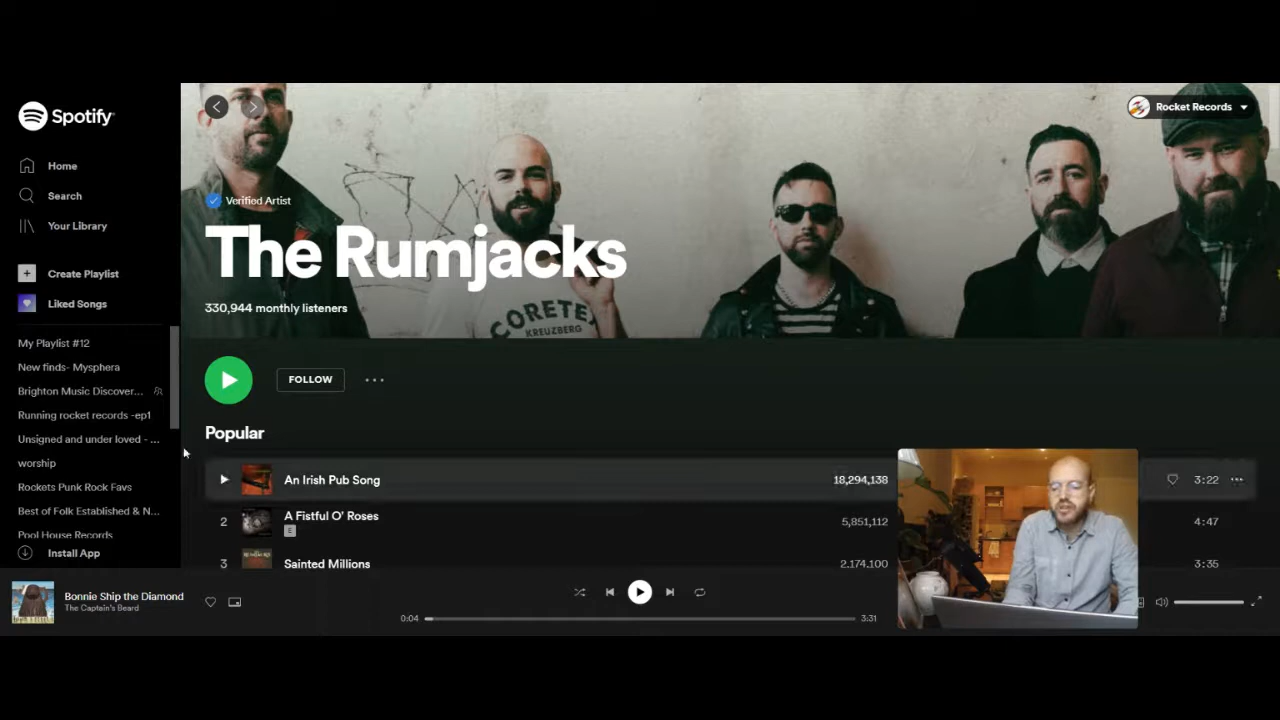 Spotify
Home
Search
Your Library
Create Playlist
Liked Songs
My Playlist #12
New finds- Mysphera
Brighton Music Discover...
Running rocket records -ep1
Unsigned and under loved - ...
worship
Rockets Punk Rock Favs
Best of Folk Established & N...
Pool House Records
Install App
Rocket Records
Verified Artist
The Rumjacks
330,944 monthly listeners
CORETEX
KREUZBERG
FOLLOW
Popular
An Irish Pub Song 18,294,138 3:22
2 A Fistful O' Roses 5,851,112 4:47
E
3 Sainted Millions 2,174,100 3:35
Bonnie Ship the Diamond
The Captain's Beard
0:04 3:31